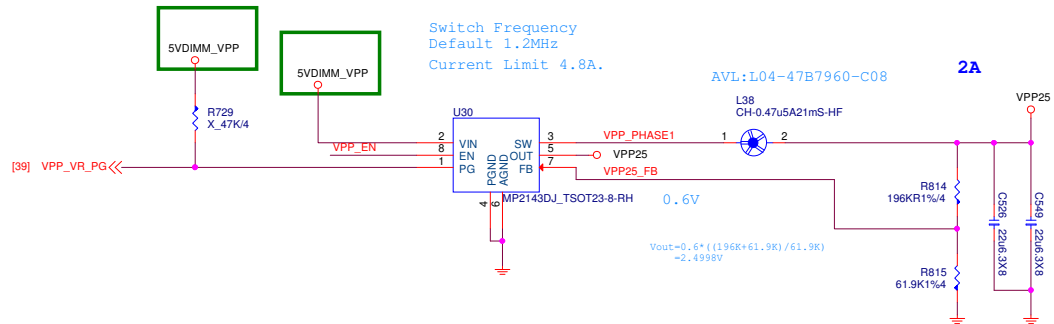 Switch Frequency
Default 1.2MHz
Current Limit 4.8A.
5VDIMM_VPP
5VDIMM_VPP
AVL:L04-47B7960-C08
2A
VPP25
R729
X_47K/4
U30
L38
CH-0.47u5A21mS-HF
[39] VPP_VR_PG
VPP_EN
2 VIN
8 EN
1 PG
SW 3
OUT 5
FB 7
PGND
AGND
4
6
VPP_PHASE1
1
2
VPP25
VPP25_FB
MP2143DJ_TSOT23-8-RH
0.6V
R814
196KR1%/4
C526
22u6.3X8
C549
22u6.3X8
Vout=0.6*((196K+61.9K)/61.9K)
=2.4998V
R815
61.9K1%4